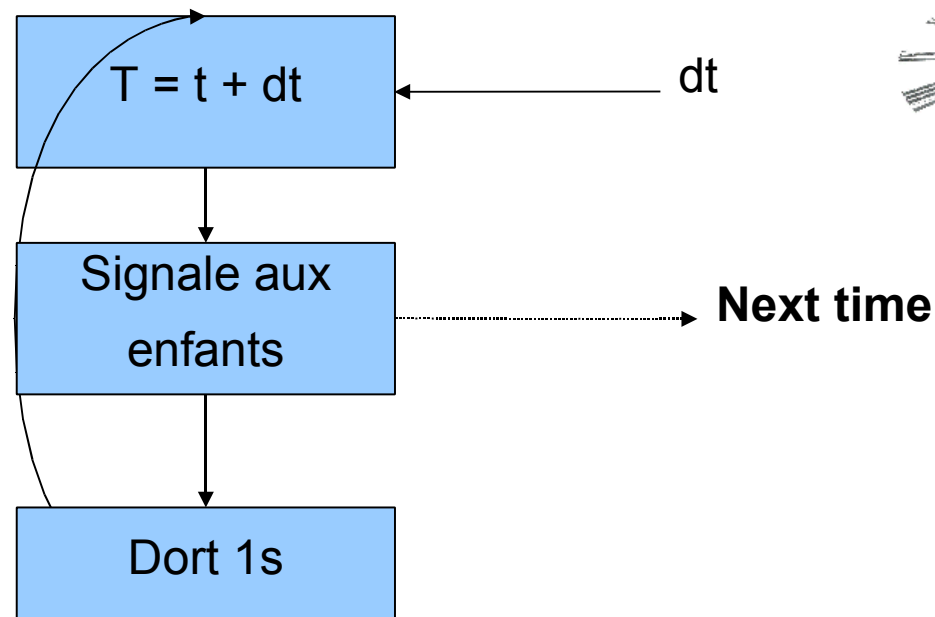 T = t + dt
dt
Signale aux
enfants
Next time
Dort 1s